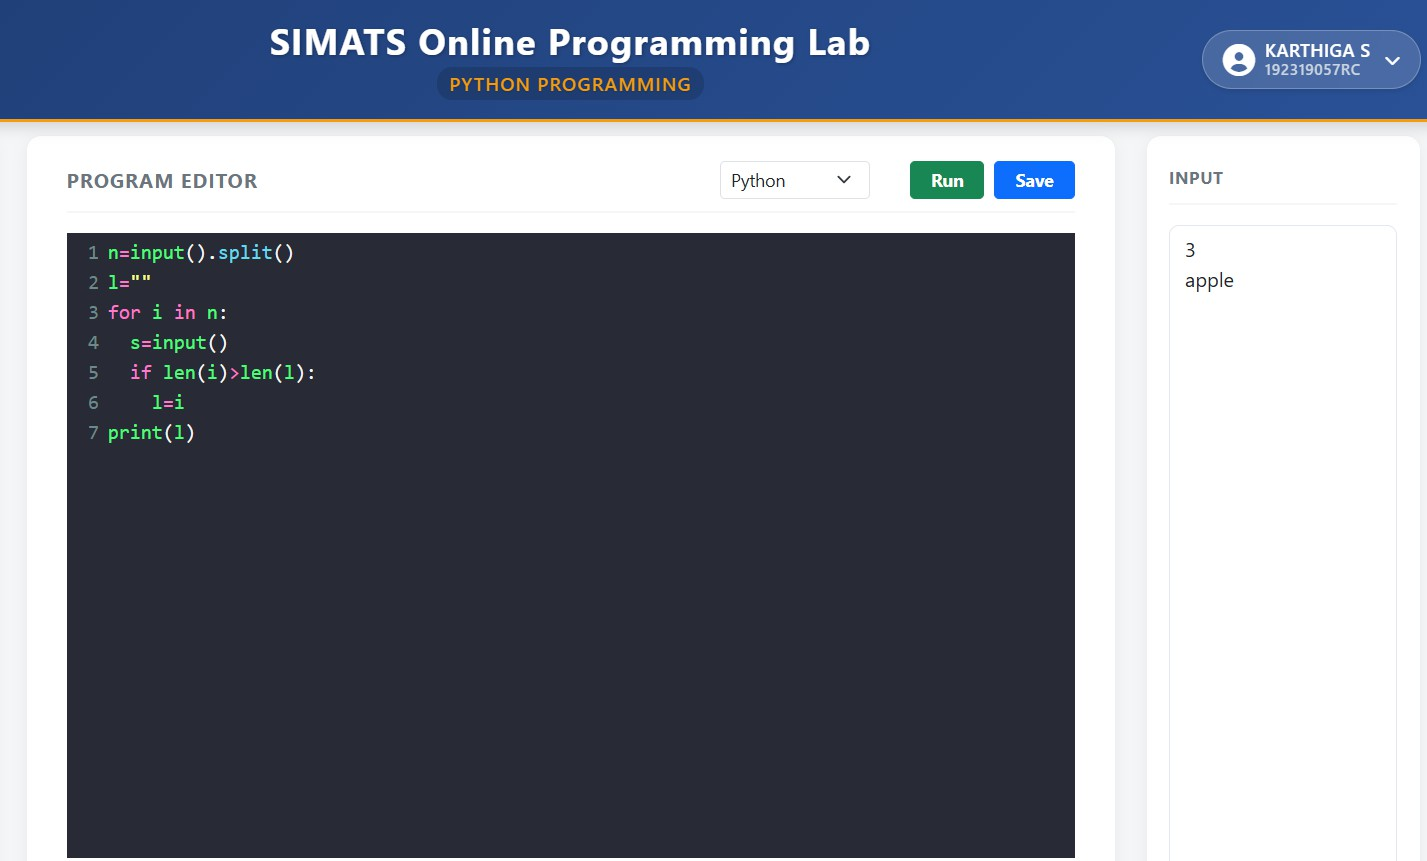 SIMATS Online Programming Lab
PYTHON PROGRAMMING
KARTHIGA S
192319057RC
PROGRAM EDITOR
Python
Run
Save
1 n=input().split()
2 l=""
3 for i in n:
4   s=input()
5   if len(i)>len(l):
6     l=i
7 print(l)
INPUT
3
apple